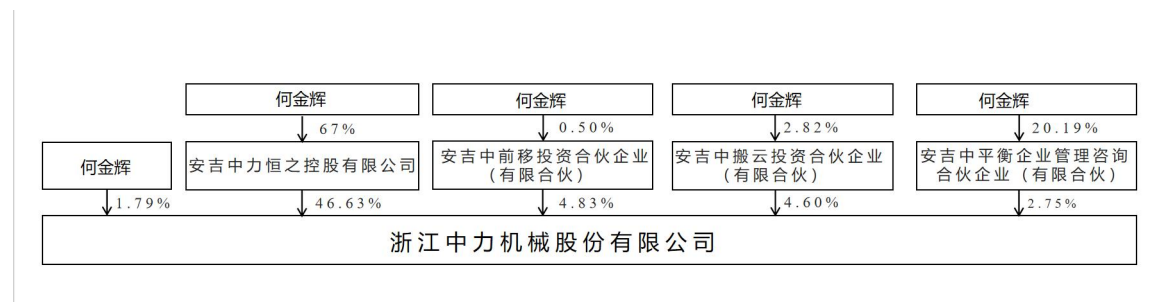 何金辉
何金辉
何金辉
何金辉
67%
0.50%
2.82%
20.19%
何金辉
安吉中力恒之控股有限公司
安吉中前移投资合伙企业
（有限合伙）
安吉中搬云投资合伙企业
（有限合伙）
安吉中平衡企业管理咨询
合伙企业（有限合伙）
1.79%
46.63%
4.83%
4.60%
2.75%
浙江中力机械股份有限公司